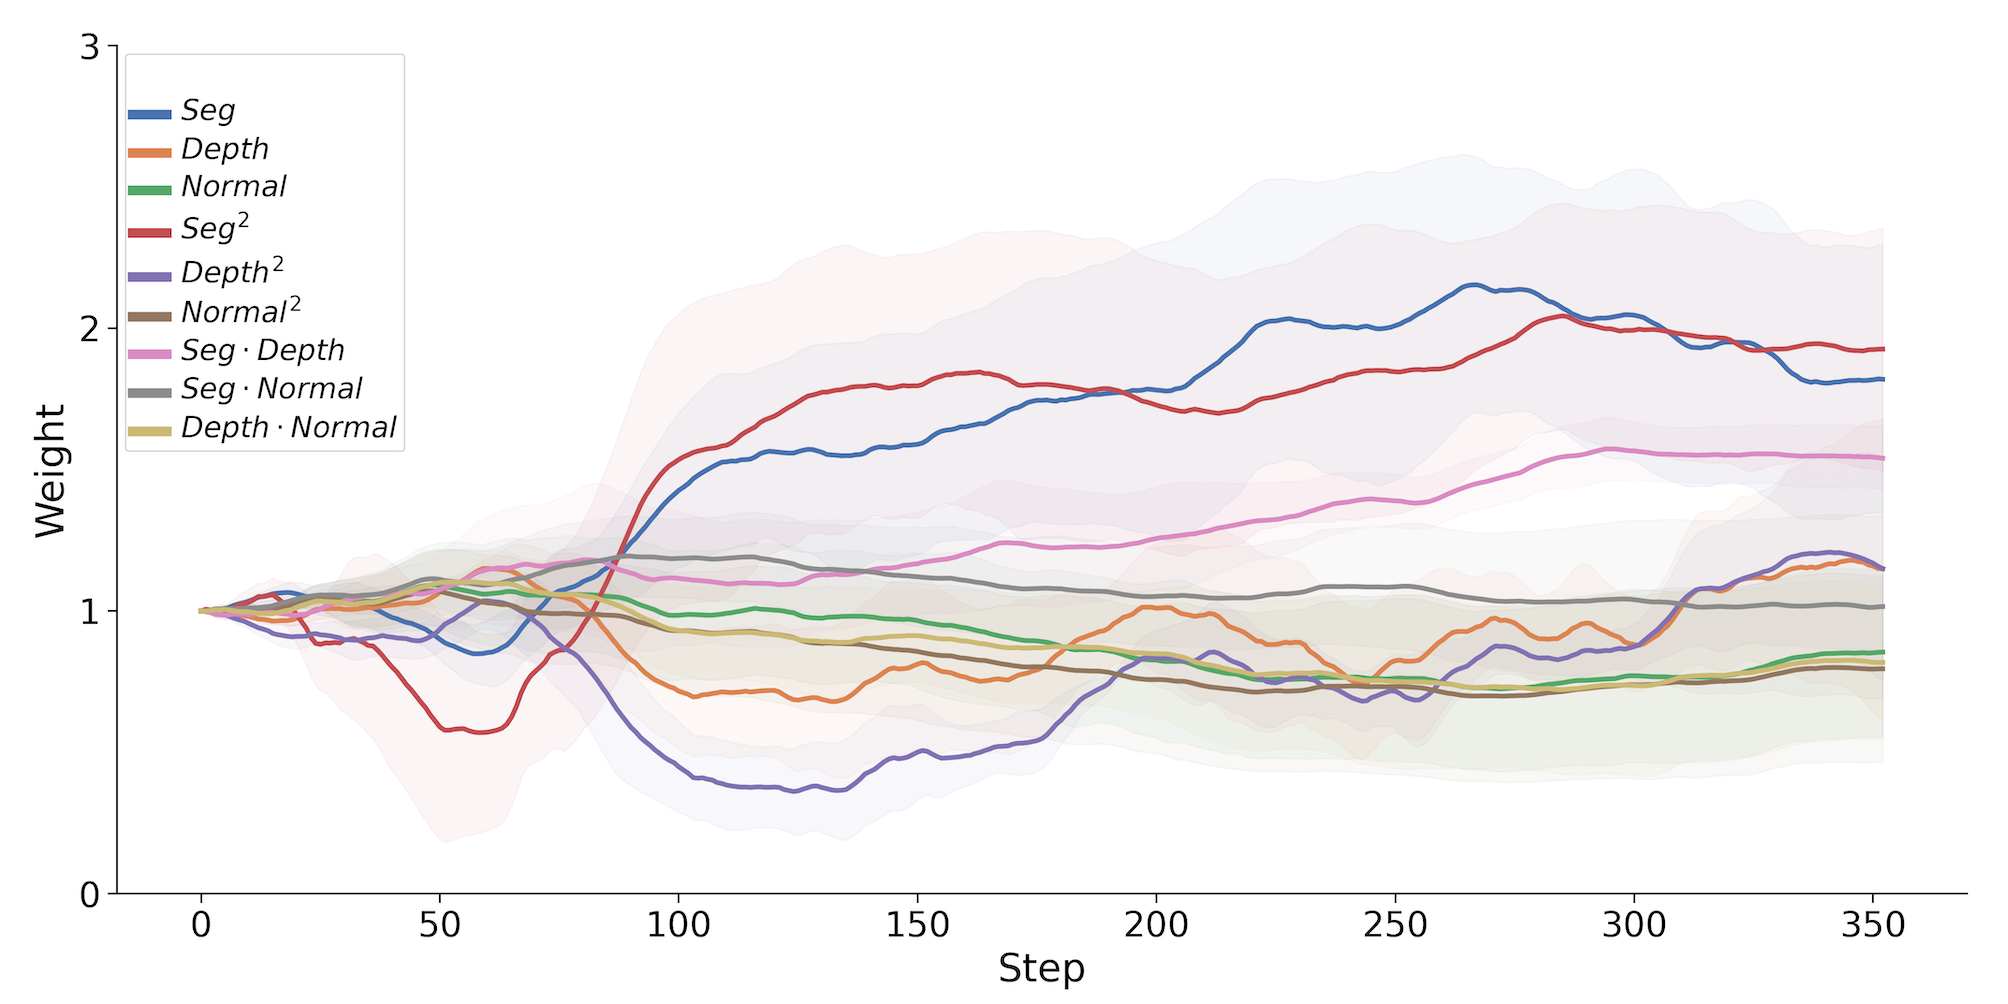 3
2
1
0
Weight
Seg
Depth
Normal
Seg²
Depth²
Normal²
Seg · Depth
Seg · Normal
Depth · Normal
0 50 100 150 200 250 300 350
Step